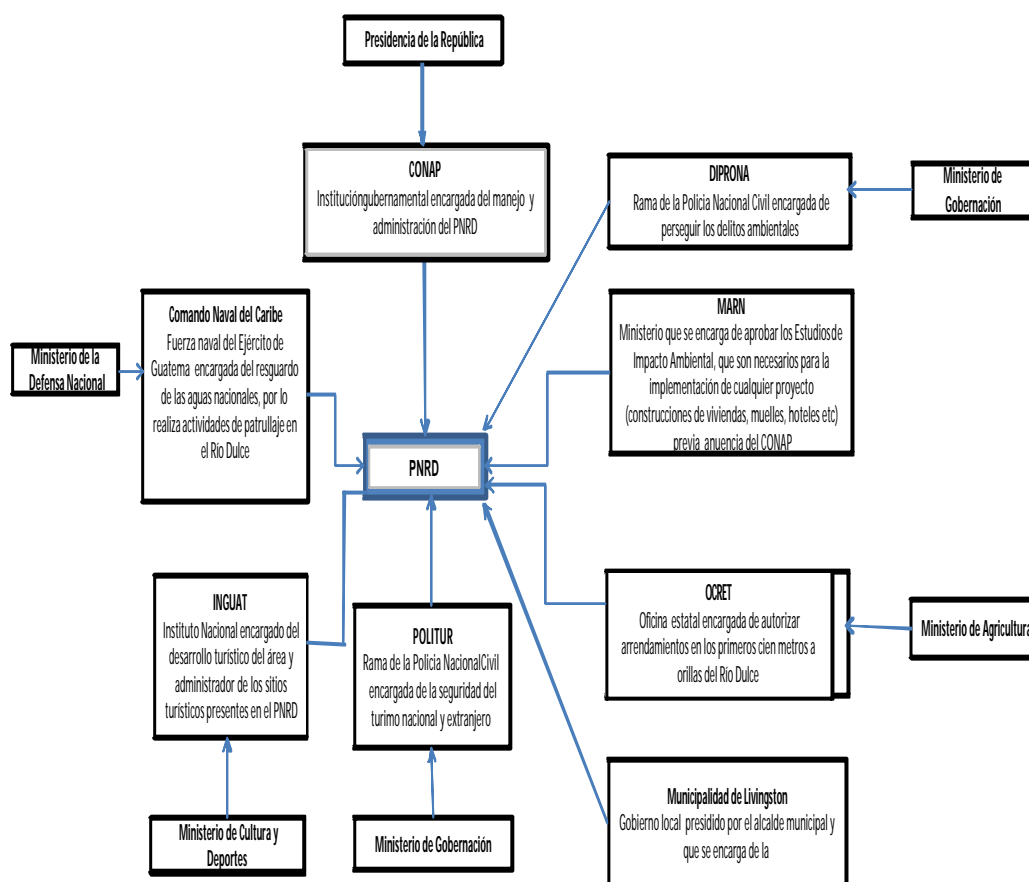 Presidencia de la República
CONAP
Institucióngubernamental encargada del manejo y
administración del PNRD
DIPRONA
Rama de la Policia Nacional Civil encargada de
perseguir los delitos ambientales
Ministerio de
Gobernación
Comando Naval del Caribe
Fuerza naval del Ejército de
Guatema encargada del resguardo
de las aguas nacionales, por lo
realiza actividades de patrullaje en
el Río Dulce
Ministerio de la
Defensa Nacional
MARN
Ministerio que se encarga de aprobar los Estudios de
Impacto Ambiental, que son necesarios para la
implementación de cualquier proyecto
(construcciones de viviendas, muelles, hoteles etc)
previa anuencia del CONAP
PNRD
INGUAT
Instituto Nacional encargado del
desarrollo turístico del área y
administrador de los sitios
turísticos presentes en el PNRD
POLITUR
Rama de la Policia NacionalCivil
encargada de la seguridad del
turimo nacional y extranjero
OCRET
Oficina estatal encargada de autorizar
arrendamientos en los primeros cien metros a
orillas del Río Dulce
Ministerio de Agricultura
Ministerio de Cultura y
Deportes
Ministerio de Gobernación
Municipalidad de Livingston
Gobierno local presidido por el alcalde municipal y
que se encarga de la